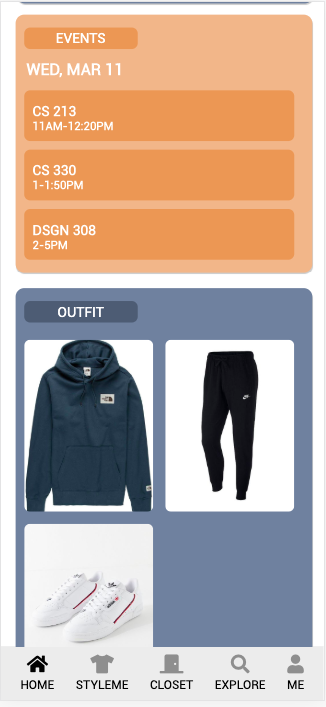 EVENTS
WED, MAR 11
CS 213
11AM-12:20PM
CS 330
1-1:50PM
DSGN 308
2-5PM
OUTFIT
HOME STYLEME CLOSET EXPLORE ME